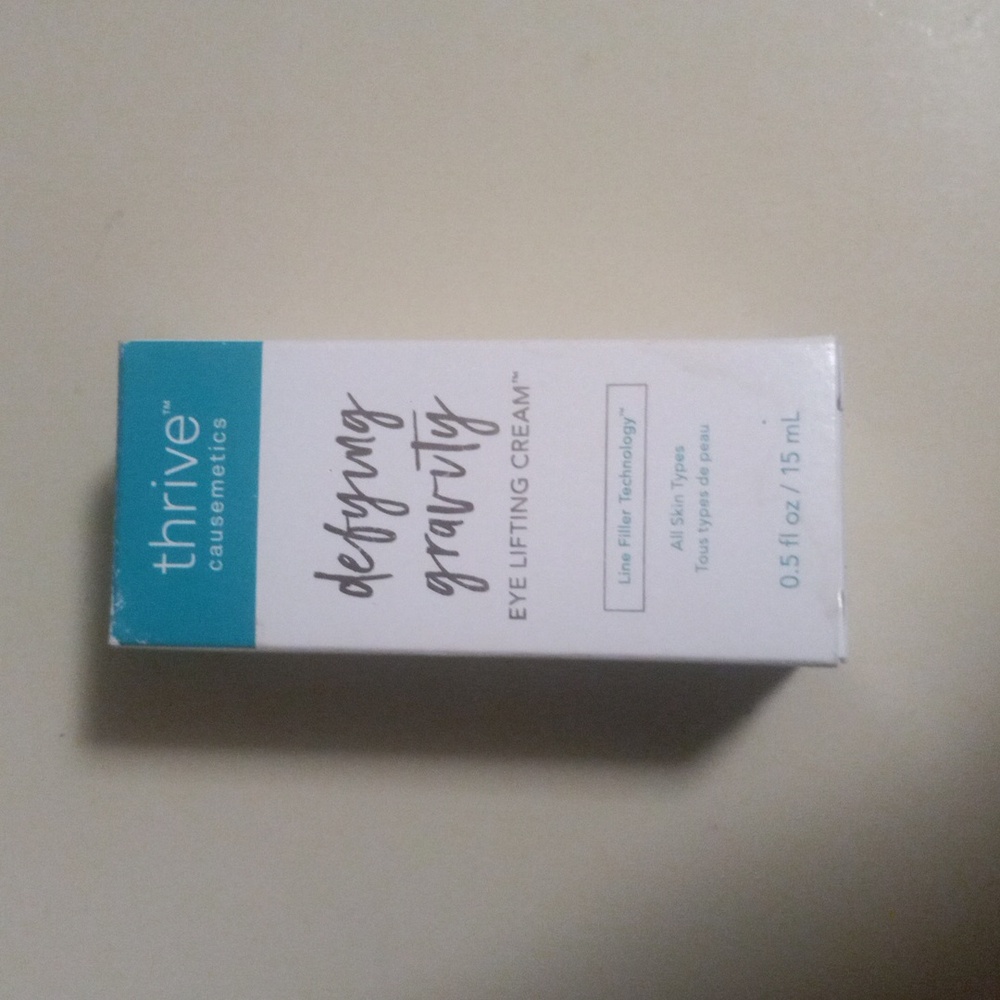 thrive™
causemetics
defying
gravity
EYE LIFTING CREAM™
Line Filler Technology™
All Skin Types
Tous types de peau
0.5 fl oz / 15 mL